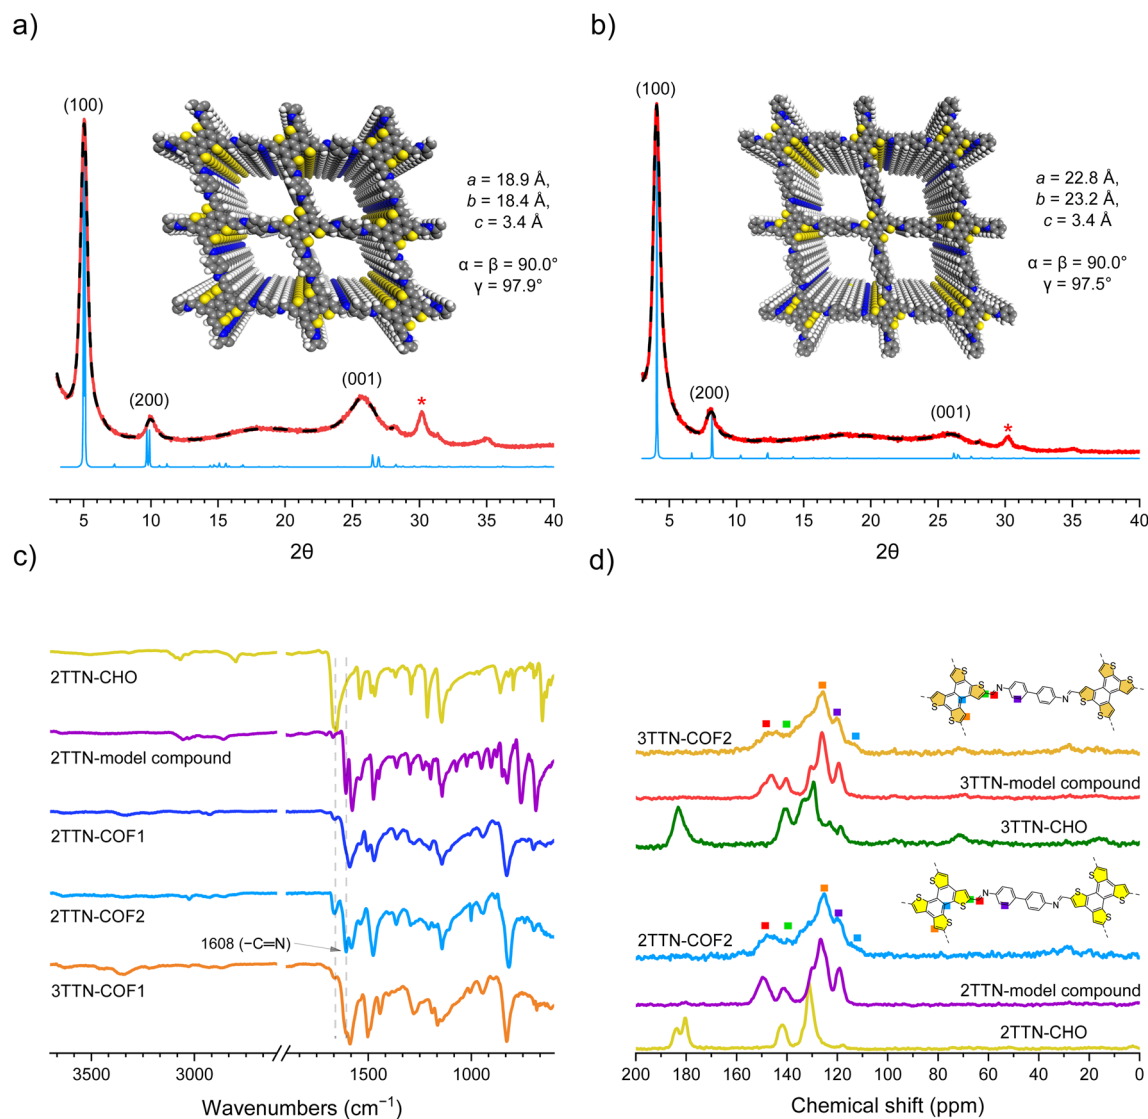 a)
b)
(100)
a = 18.9 Å,
b = 18.4 Å,
c = 3.4 Å
α = β = 90.0°
γ = 97.9°
(200)
(001)
*
5 10 15 20 25 30 35 40
2θ
(100)
a = 22.8 Å,
b = 23.2 Å,
c = 3.4 Å
α = β = 90.0°
γ = 97.5°
(200)
(001)
*
5 10 15 20 25 30 35 40
2θ
c)
2TTN-CHO
2TTN-model compound
2TTN-COF1
2TTN-COF2
1608 (−C=N)
3TTN-COF1
3500 3000 1500 1000
Wavenumbers (cm⁻¹)
d)
S S S N N S S S
3TTN-COF2
3TTN-model compound
3TTN-CHO
S S S N N S S S
2TTN-COF2
2TTN-model compound
2TTN-CHO
200 180 160 140 120 100 80 60 40 20 0
Chemical shift (ppm)